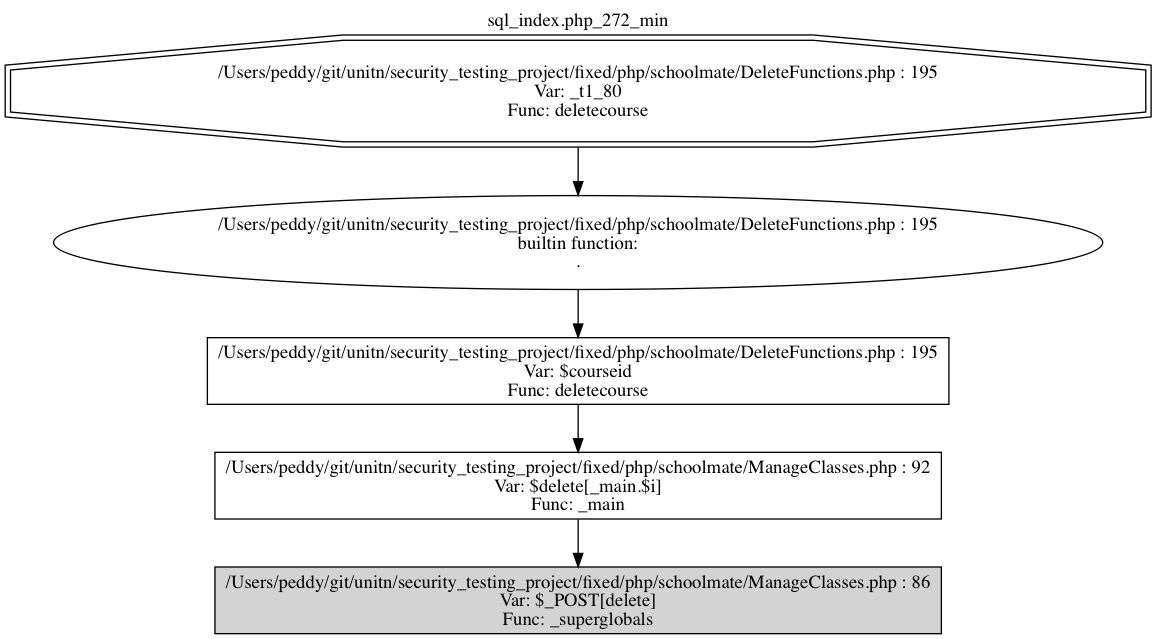 sql_index.php_272_min
/Users/peddy/git/unitn/security_testing_project/fixed/php/schoolmate/DeleteFunctions.php : 195
Var: _t1_80
Func: deletecourse
/Users/peddy/git/unitn/security_testing_project/fixed/php/schoolmate/DeleteFunctions.php : 195
builtin function:
.
/Users/peddy/git/unitn/security_testing_project/fixed/php/schoolmate/DeleteFunctions.php : 195
Var: $courseid
Func: deletecourse
/Users/peddy/git/unitn/security_testing_project/fixed/php/schoolmate/ManageClasses.php : 92
Var: $delete[_main.$i]
Func: _main
/Users/peddy/git/unitn/security_testing_project/fixed/php/schoolmate/ManageClasses.php : 86
Var: $_POST[delete]
Func: _superglobals